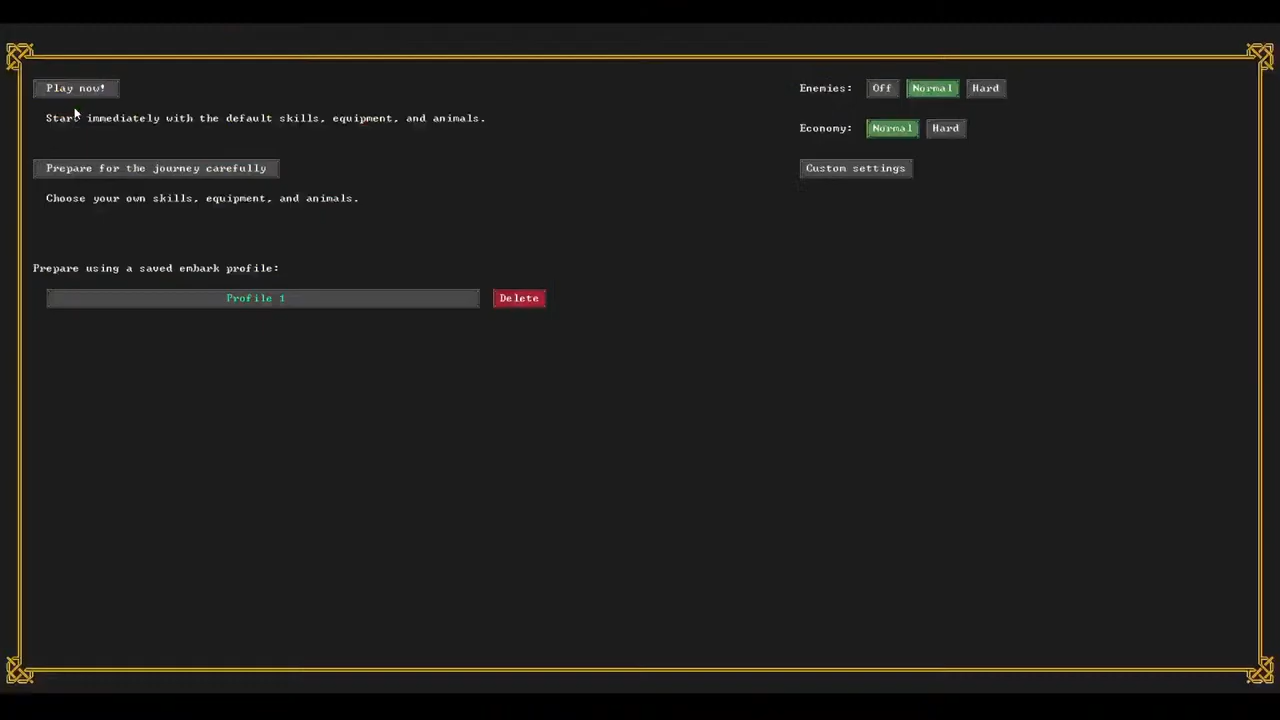 Play now!
Start immediately with the default skills, equipment, and animals.
Prepare for the journey carefully
Choose your own skills, equipment, and animals.
Prepare using a saved embark profile:
Profile 1 Delete
Enemies: Off Normal Hard
Economy: Normal Hard
Custom settings